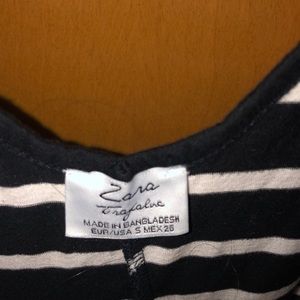 Zara
Trafaluc
MADE IN BANGLADESH
EUR/USA S MEX 26